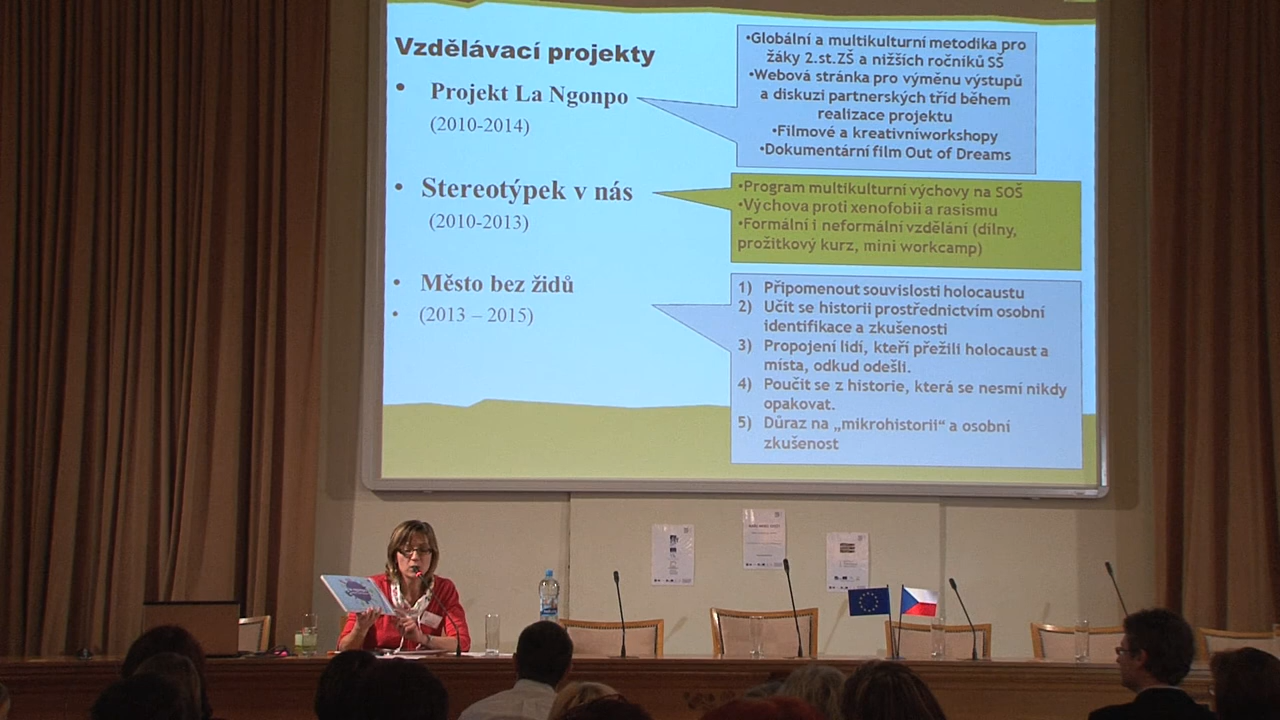 Vzdělávací projekty
• Projekt La Ngonpo
(2010-2014)
•Globální a multikulturní metodika pro
žáky 2.st.ZŠ a nižších ročníků SŠ
•Webová stránka pro výměnu výstupů
a diskuzi partnerských tříd během
realizace projektu
•Filmové a kreativníworkshopy
•Dokumentární film Out of Dreams
• Stereotýpek v nás
(2010-2013)
•Program multikulturní výchovy na SOŠ
•Výchova proti xenofobii a rasismu
•Formální i neformální vzdělání (dílny,
prožitkový kurz, mini workcamp)
• Město bez židů
• (2013 – 2015)
1) Připomenout souvislosti holocaustu
2) Učit se historii prostřednictvím osobní
identifikace a zkušenosti
3) Propojení lidí, kteří přežili holocaust a
místa, odkud odešli.
4) Poučit se z historie, která se nesmí nikdy
opakovat.
5) Důraz na „mikrohistorii“ a osobní
zkušenost